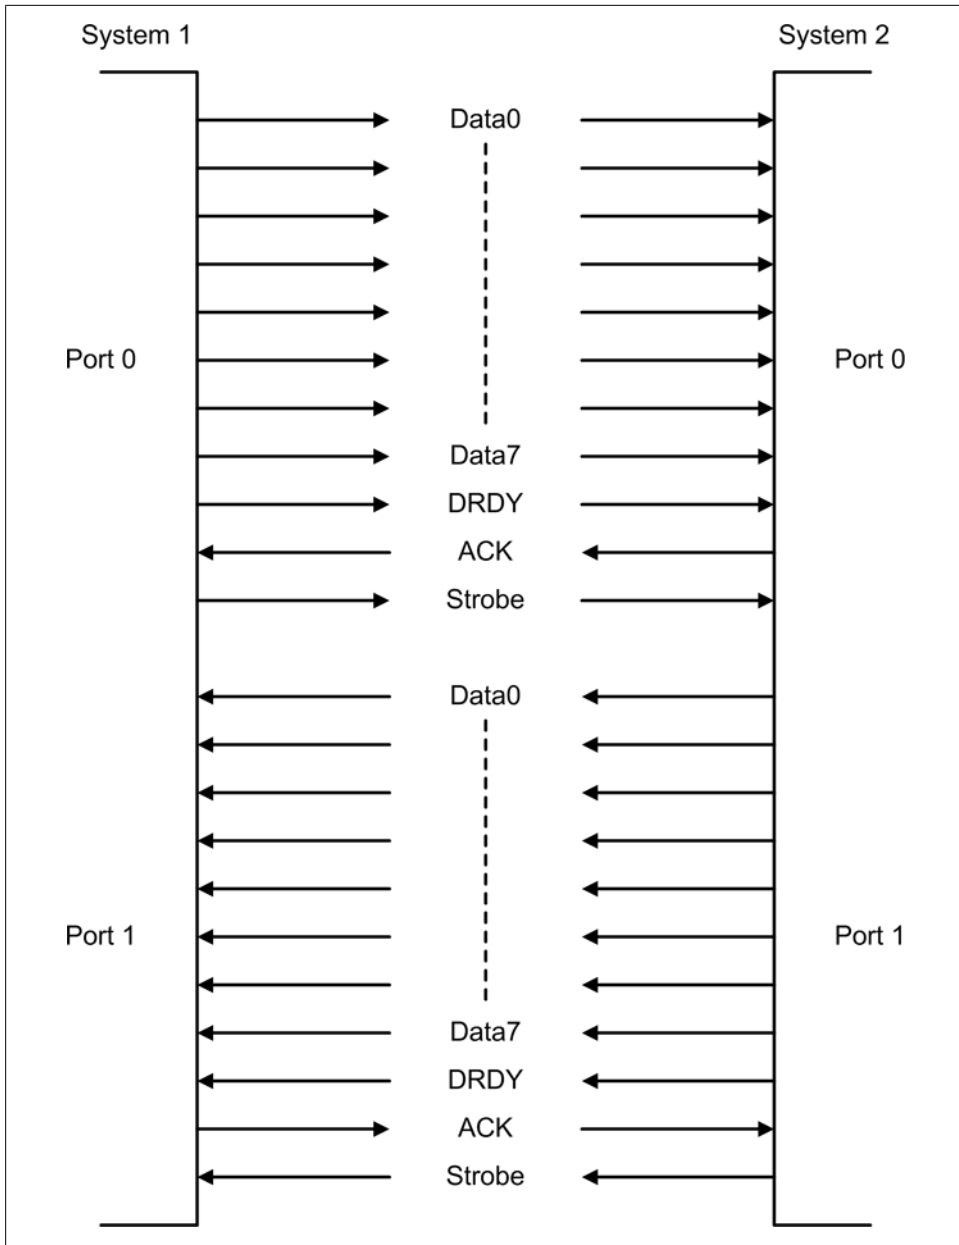 System 1 System 2
Data0
Port 0 Port 0
Data7
DRDY
ACK
Strobe
Data0
Port 1 Port 1
Data7
DRDY
ACK
Strobe